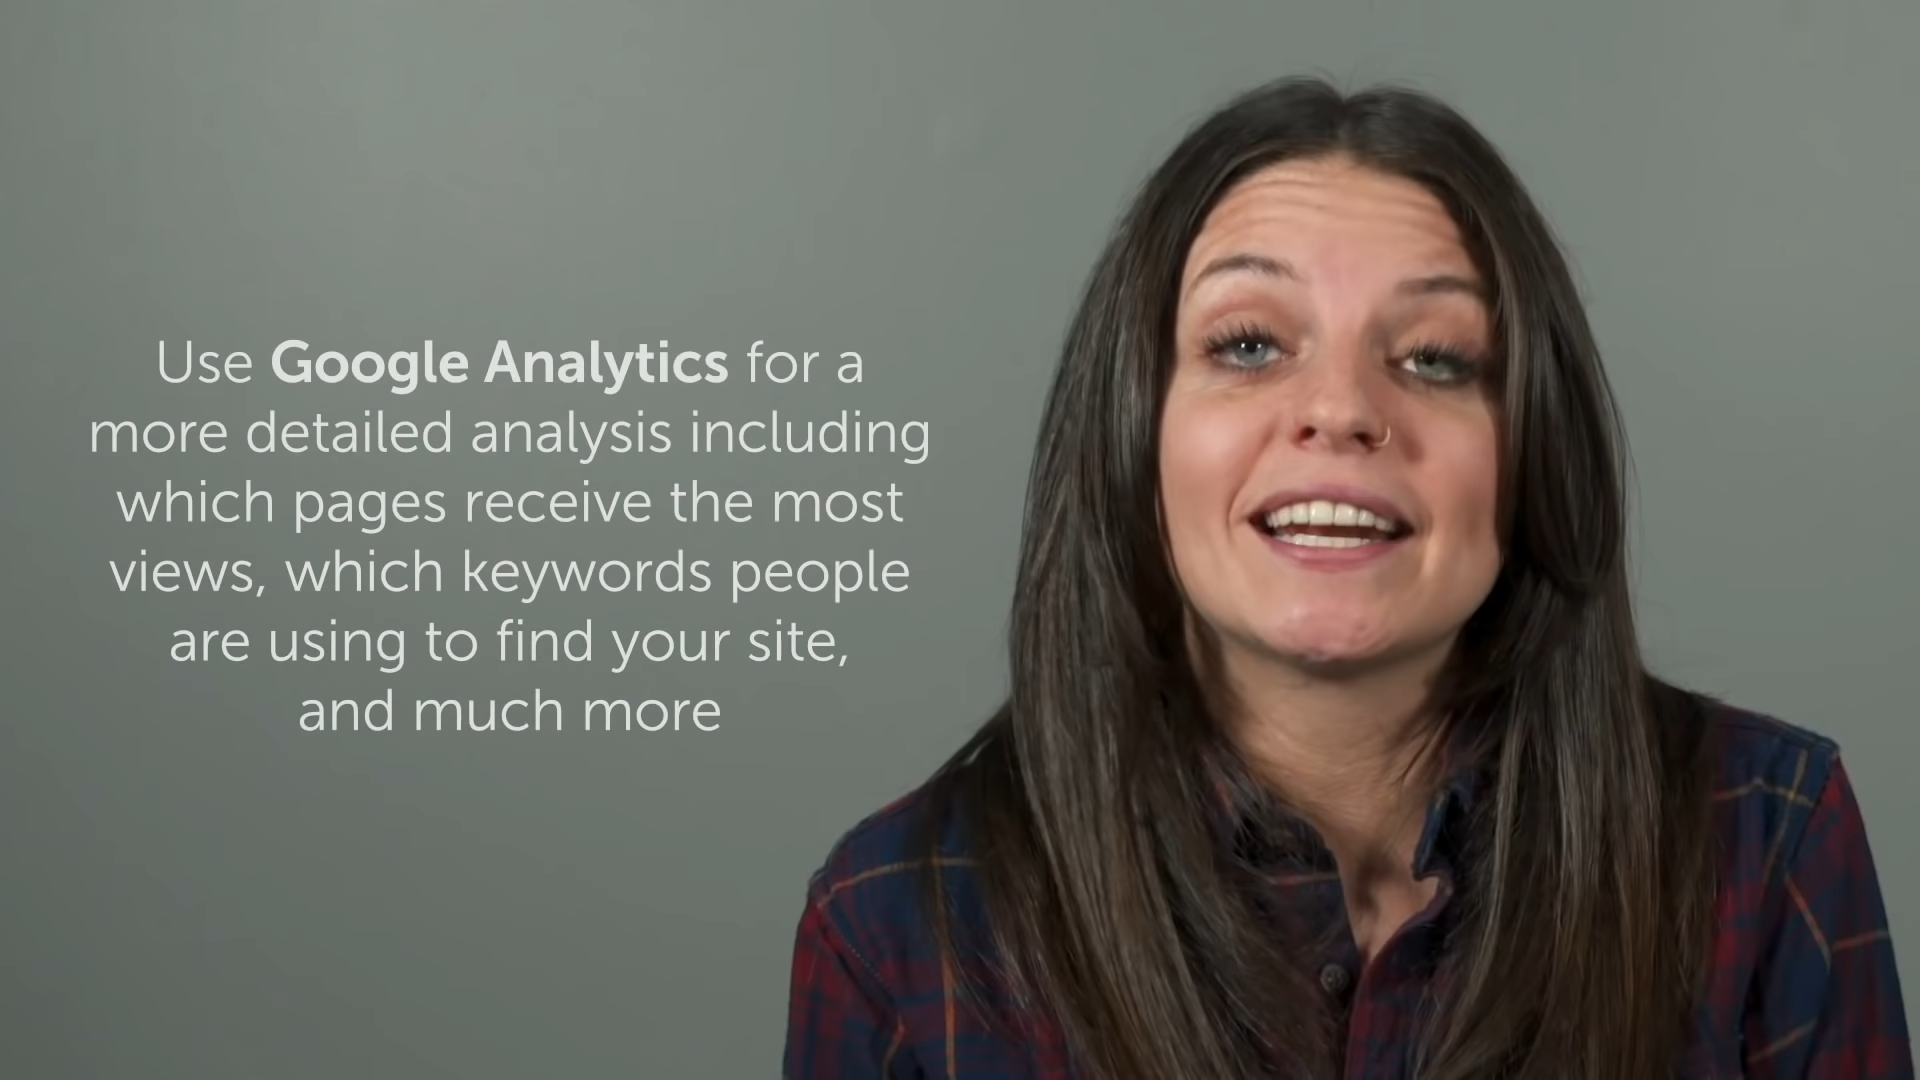 Use Google Analytics for a
more detailed analysis including
which pages receive the most
views, which keywords people
are using to find your site,
and much more